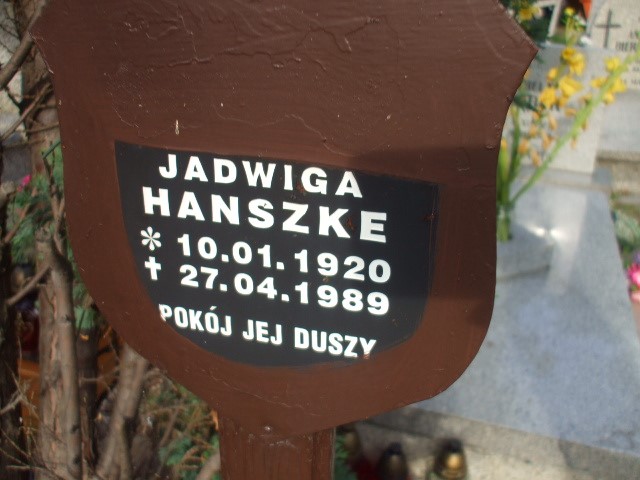 JADWIGA
HANSZKE
* 10.01.1920
✝ 27.04.1989
POKÓJ JEJ DUSZY